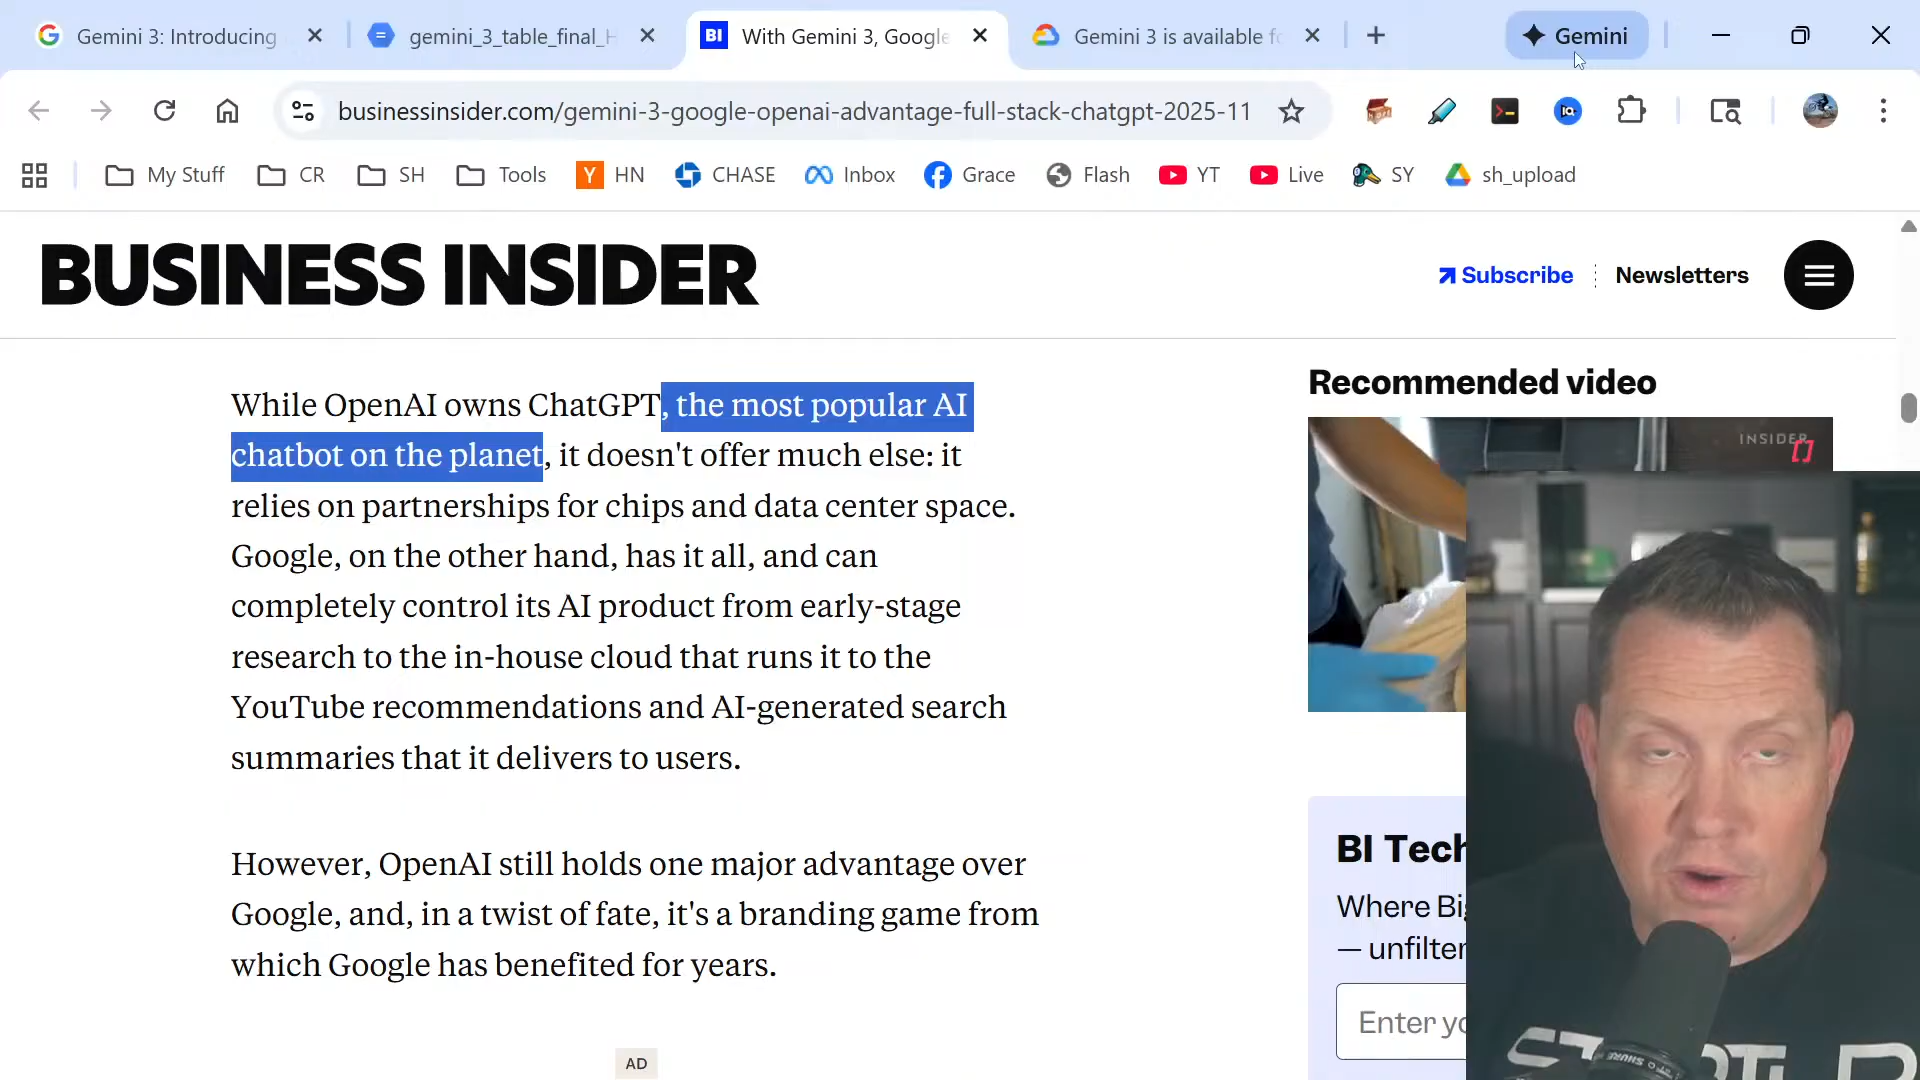 Gemini 3: Introducing
gemini_3_table_final_H
BI
With Gemini 3, Google
Gemini 3 is available fo
Gemini
businessinsider.com/gemini-3-google-openai-advantage-full-stack-chatgpt-2025-11
My Stuff
CR
SH
Tools
Y
HN
CHASE
Inbox
Grace
Flash
YT
Live
SY
sh_upload
BUSINESS INSIDER
Subscribe
Newsletters
While OpenAI owns ChatGPT, the most popular AI
chatbot on the planet, it doesn't offer much else: it
relies on partnerships for chips and data center space.
Google, on the other hand, has it all, and can
completely control its AI product from early-stage
research to the in-house cloud that runs it to the
YouTube recommendations and AI-generated search
summaries that it delivers to users.
However, OpenAI still holds one major advantage over
Google, and, in a twist of fate, it's a branding game from
which Google has benefited for years.
AD
Recommended video
INSIDER
BI Tech
Where Big
— unfilter
Enter yo
SHURE